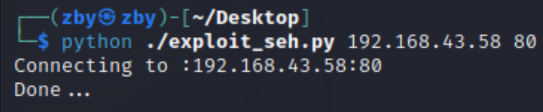 ┌──(zby㉿zby)-[~/Desktop]
└─$ python ./exploit_seh.py 192.168.43.58 80
Connecting to :192.168.43.58:80
Done...